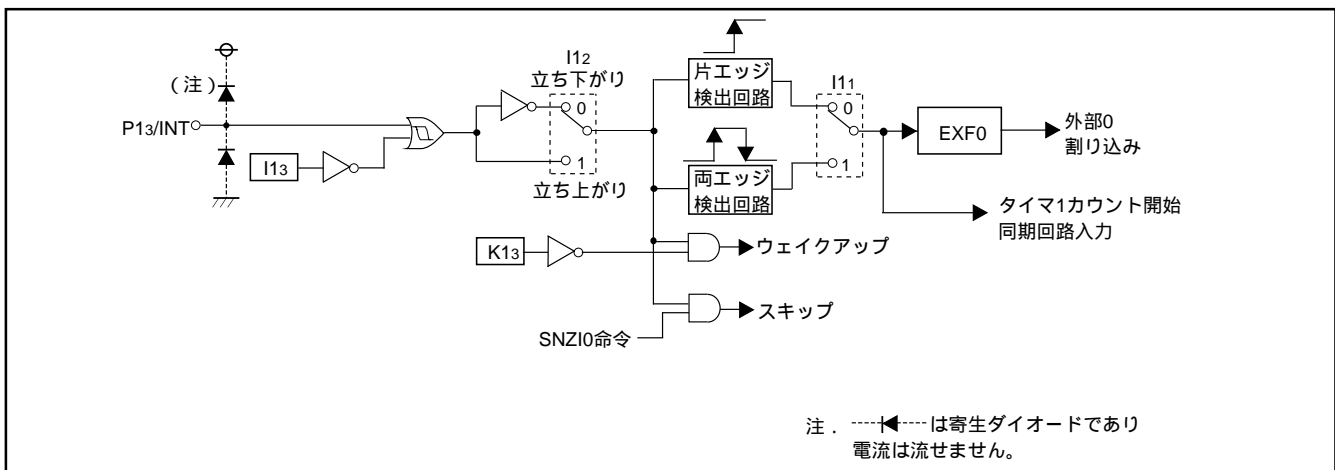 (注)
P13/INT
I13
I12
立ち下がり
0
1
立ち上がり
片エッジ
検出回路
両エッジ
検出回路
I11
0
1
EXF0
外部0
割り込み
タイマ1カウント開始
同期回路入力
K13
ウェイクアップ
スキップ
SNZI0命令
注．は寄生ダイオードであり
電流は流せません。